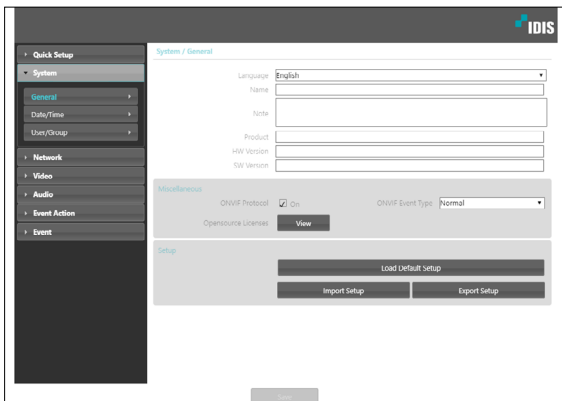 IDIS
Quick Setup
System
General
Date/Time
User/Group
Network
Video
Audio
Event Action
Event
System / General
Language English
Name
Note
Product
HW Version
SW Version
Miscellaneous
ONVIF Protocol On ONVIF Event Type Normal
Opensource Licenses View
Setup
Load Default Setup
Import Setup Export Setup
Save